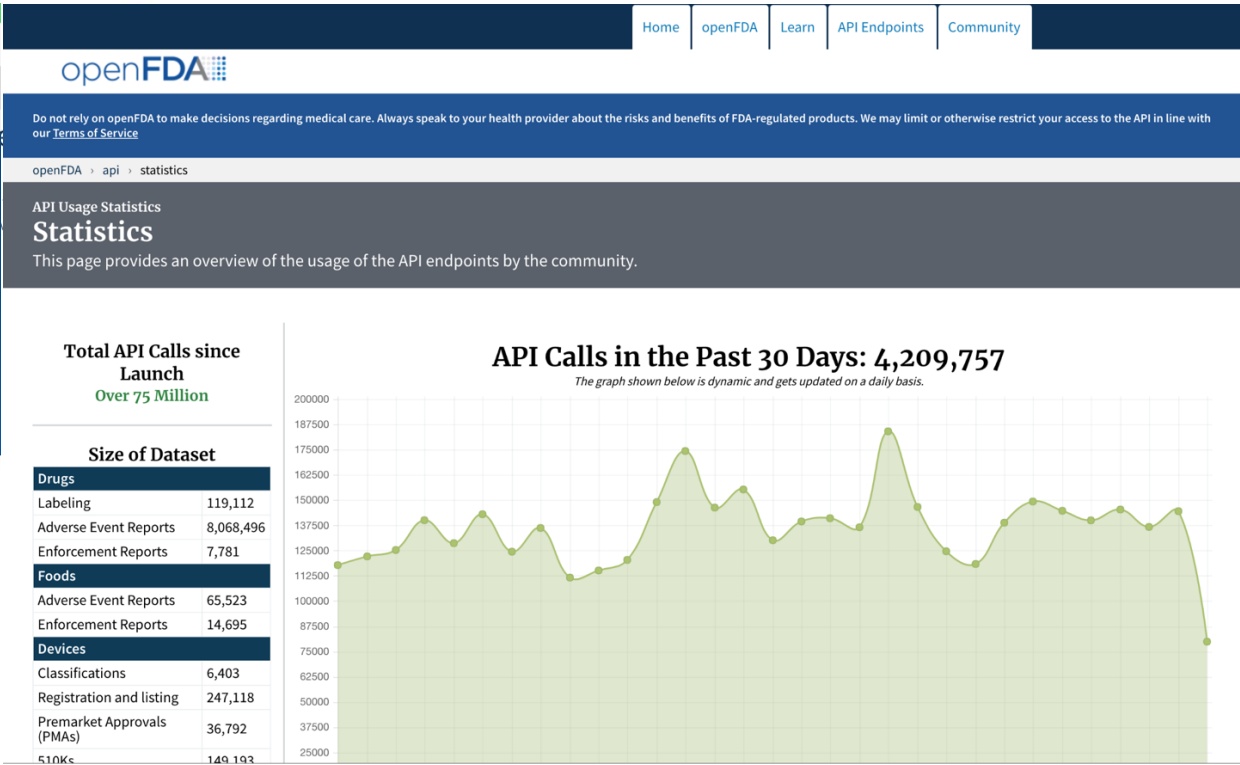 Home openFDA Learn API Endpoints Community
openFDA
Do not rely on openFDA to make decisions regarding medical care. Always speak to your health provider about the risks and benefits of FDA-regulated products. We may limit or otherwise restrict your access to the API in line with
our Terms of Service
openFDA › api › statistics
API Usage Statistics
Statistics
This page provides an overview of the usage of the API endpoints by the community.
Total API Calls since
Launch
Over 75 Million
Size of Dataset
Drugs
Labeling 119,112
Adverse Event Reports 8,068,496
Enforcement Reports 7,781
Foods
Adverse Event Reports 65,523
Enforcement Reports 14,695
Devices
Classifications 6,403
Registration and listing 247,118
Premarket Approvals
(PMAs) 36,792
510Ks 149,193
API Calls in the Past 30 Days: 4,209,757
The graph shown below is dynamic and gets updated on a daily basis.
200000
187500
175000
162500
150000
137500
125000
112500
100000
87500
75000
62500
50000
37500
25000